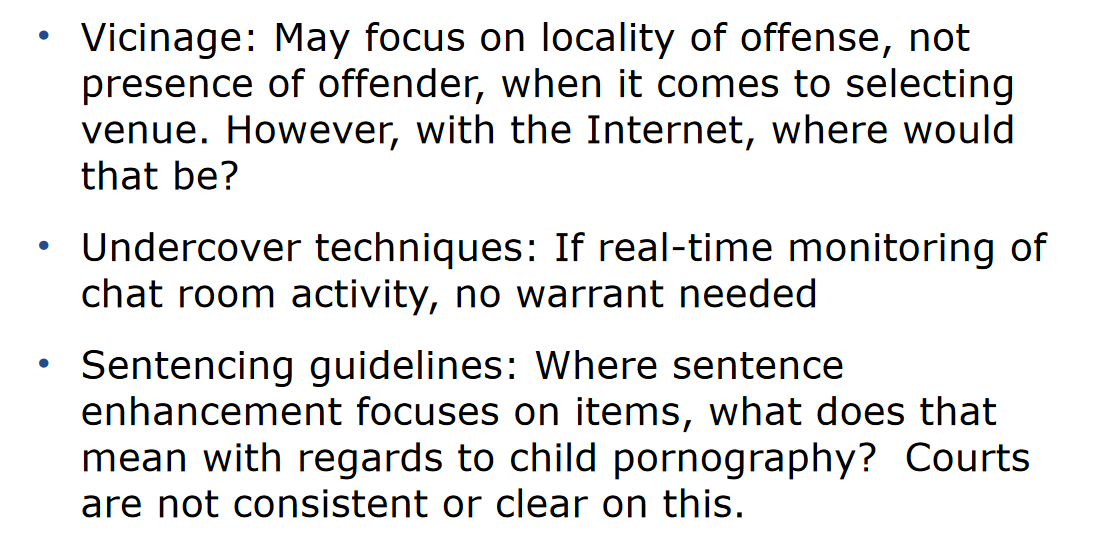 • Vicinage: May focus on locality of offense, not
presence of offender, when it comes to selecting
venue. However, with the Internet, where would
that be?
• Undercover techniques: If real-time monitoring of
chat room activity, no warrant needed
• Sentencing guidelines: Where sentence
enhancement focuses on items, what does that
mean with regards to child pornography?  Courts
are not consistent or clear on this.